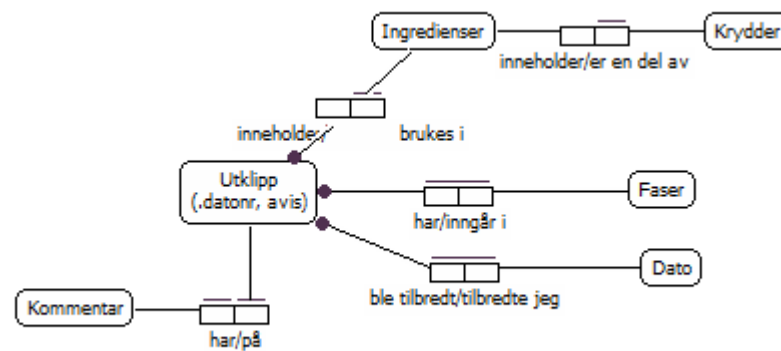 Ingredienser
Krydder
inneholder/er en del av
inneholder/
brukes i
Utklipp
(.datonr, avis)
Faser
har/inngår i
Dato
ble tilbredt/tilbredte jeg
Kommentar
har/på